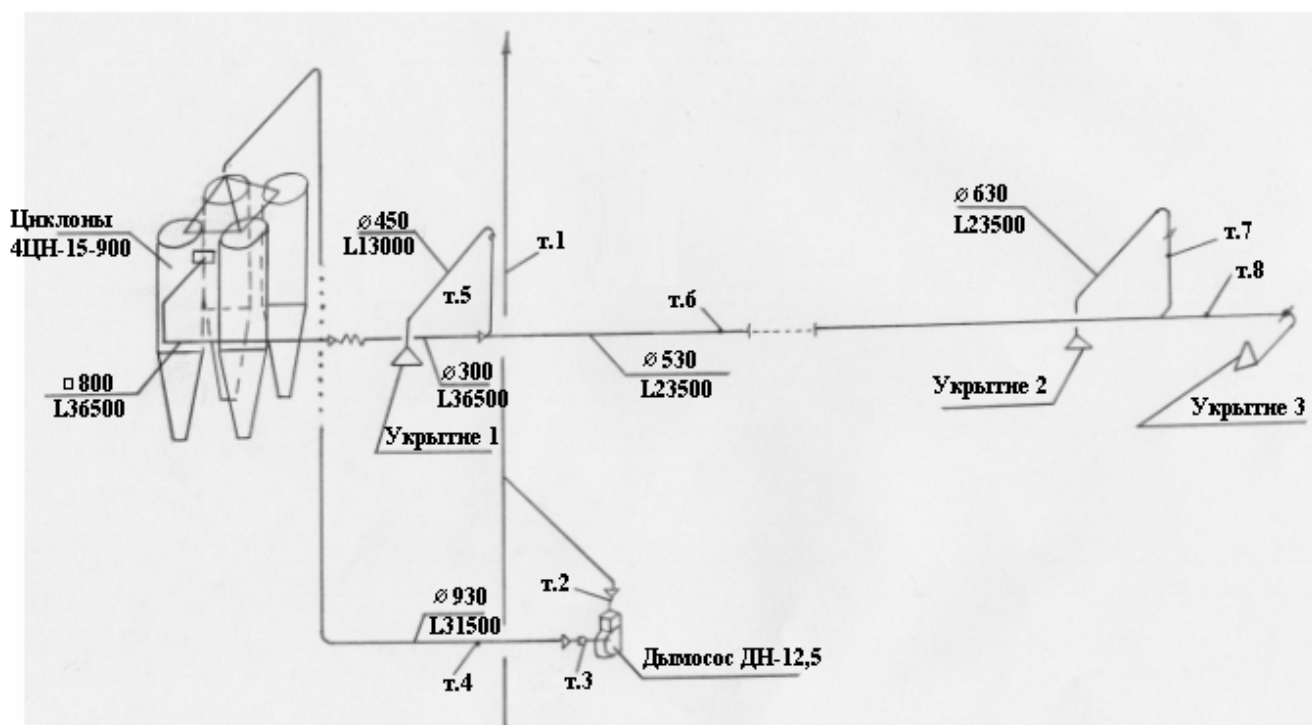 Циклоны
4ЦН-15-900
⌀450
L13000
т.1
т.5
⌀630
L23500
т.7
т.8
т.6
□800
L36500
⌀300
L36500
⌀530
L23500
Укрытие 1
Укрытие 2
Укрытие 3
т.2
⌀930
L31500
т.4
т.3
Дымосос ДН-12,5